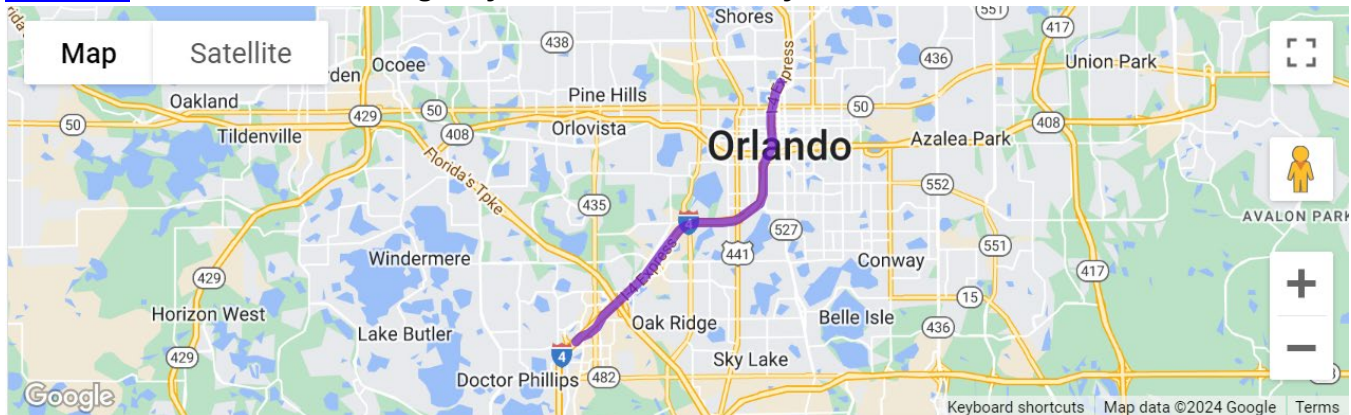 Map
Satellite
Shores
551
417
438
436
Union Park
Ocoee
rden
Oakland
429
50
Pine Hills
50
Express
50
Tildenville
408
Orlovista
Orlando
Azalea Park
408
Florida's Tpke
435
552
AVALON PARK
4
527
Windermere
441
551
Conway
417
429
I-4 Express
Horizon West
15
Lake Butler
Oak Ridge
Belle Isle
436
429
4
Sky Lake
Doctor Phillips
482
Google
Keyboard shortcuts
Map data ©2024 Google
Terms